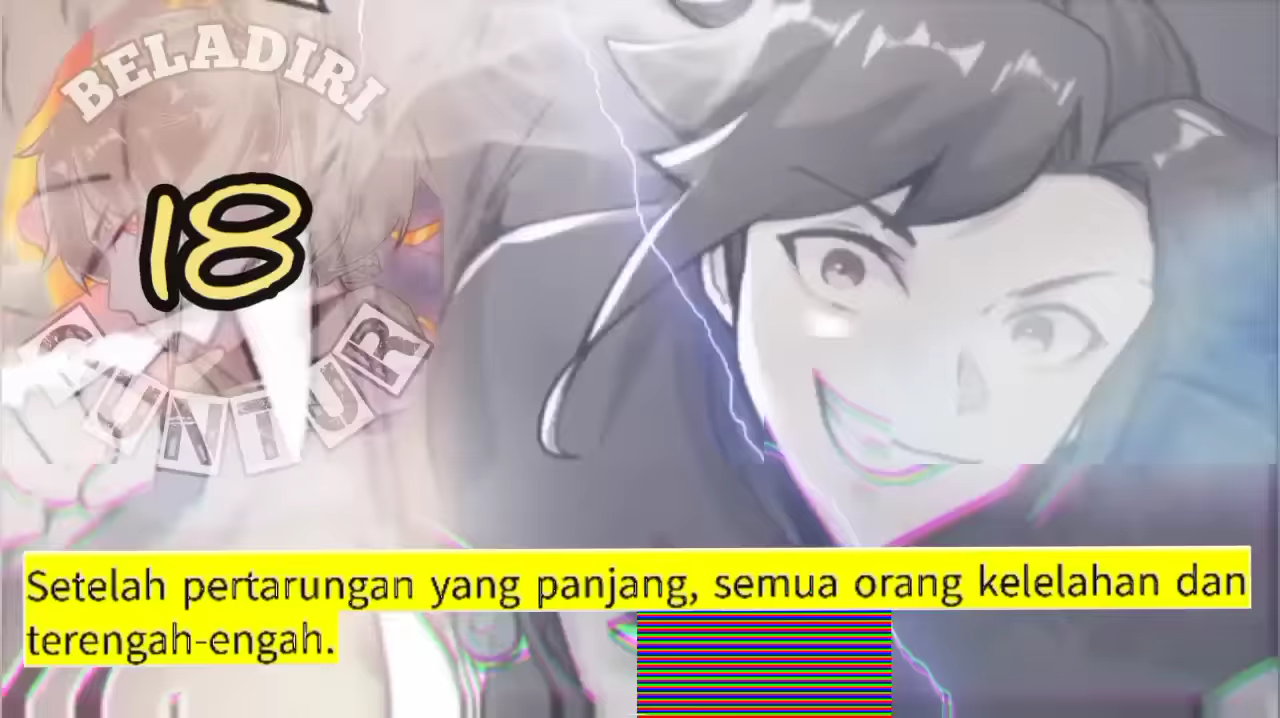 BELADIRI
18
GUNTUR
Setelah pertarungan yang panjang, semua orang kelelahan dan
terengah-engah.